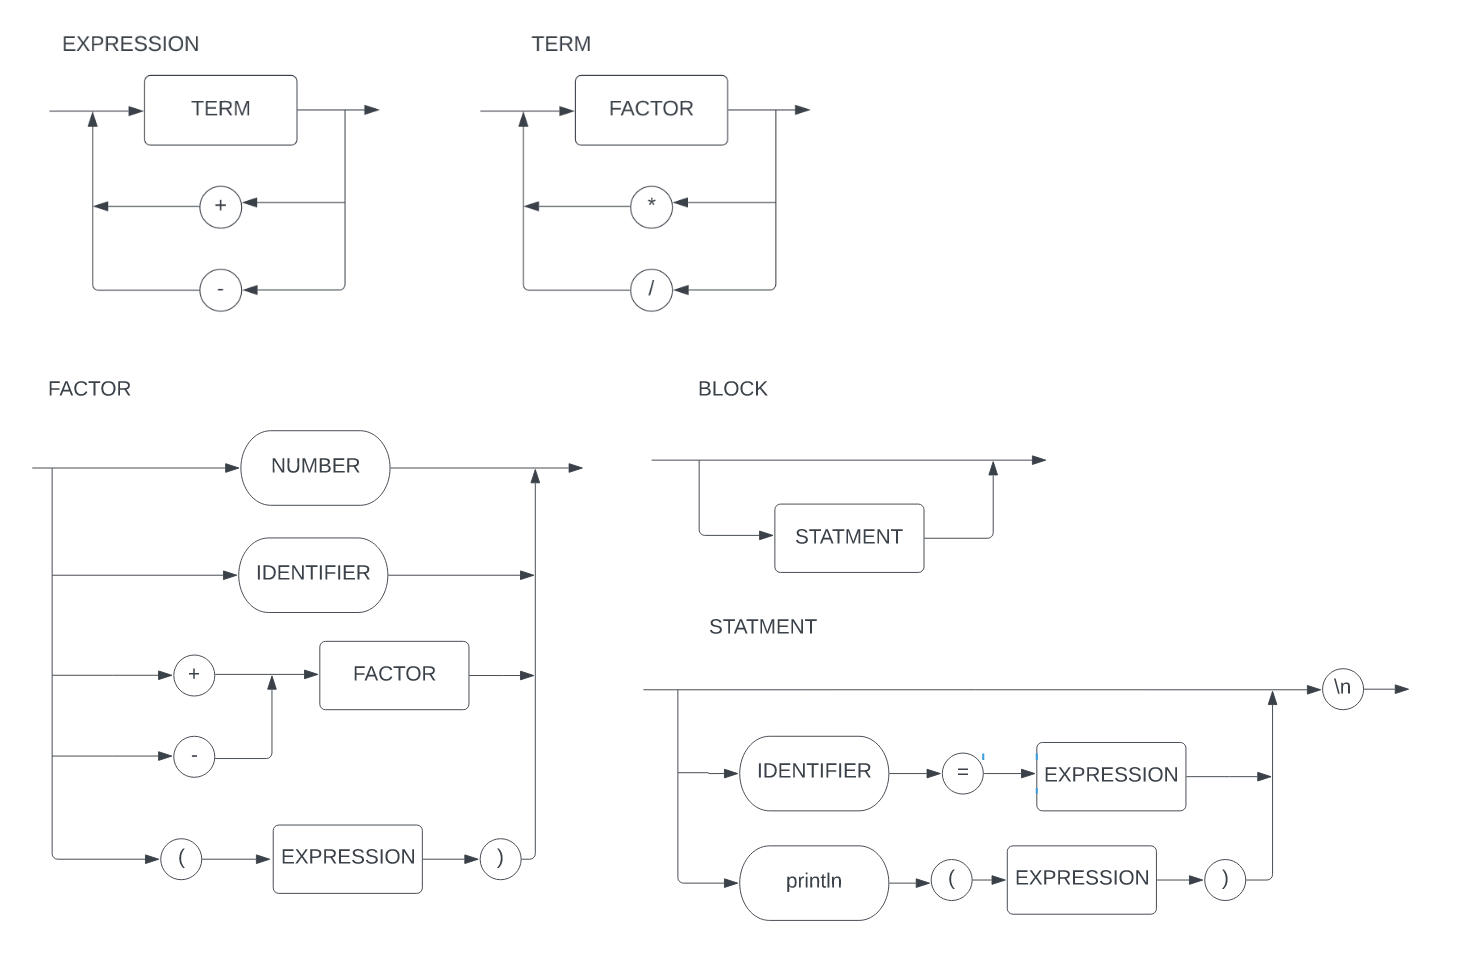 EXPRESSION
TERM
+
-
TERM
FACTOR
*
/
FACTOR
NUMBER
IDENTIFIER
+ FACTOR
-
( EXPRESSION )
BLOCK
STATMENT
STATMENT
\n
IDENTIFIER = EXPRESSION
println ( EXPRESSION )